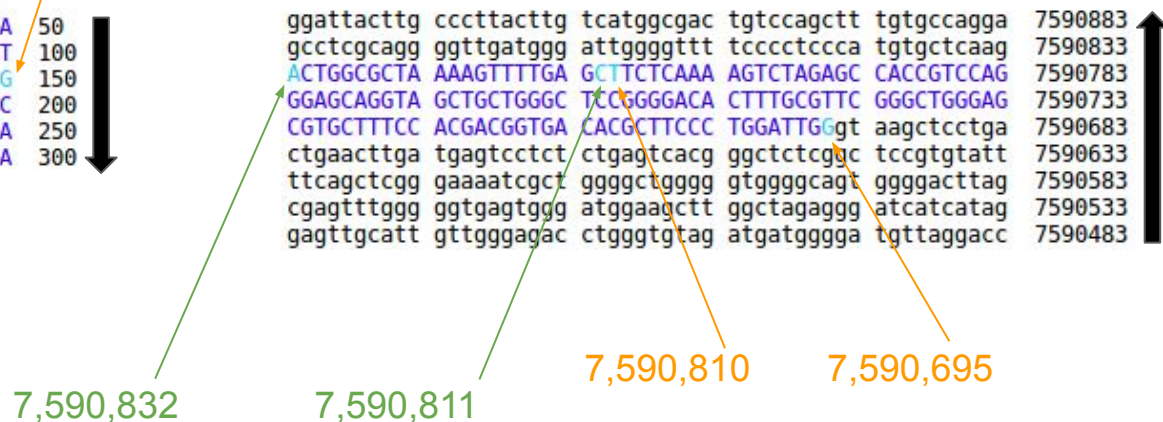 A 50
T 100
G 150
C 200
A 250
A 300
ggattacttg cccttacttg tcatggcgac tgtccagctt tgtgccagga 7590883
gcctcgcagg ggttgatggg attggggttt tcccctccca tgtgctcaag 7590833
ACTGGCGCTA AAAGTTTTGA GCTTCTCAAA AGTCTAGAGC CACCGTCCAG 7590783
GGAGCAGGTA GCTGCTGGGC TCCGGGGACA CTTTGCGTTC GGGCTGGGAG 7590733
CGTGCTTTCC ACGACGGTGA CACGCTTCCC TGGATTGGgt aagctcctga 7590683
ctgaacttga tgagtcctct ctgagtcacg ggctctcggc tccgtgtatt 7590633
ttcagctcgg gaaaatcgct ggggctgggg gtggggcagt ggggacttag 7590583
cgagtttggg ggtgagtggg atggaagctt ggctagaggg atcatcatag 7590533
gagttgcatt gttgggagac ctgggtgtag atgatgggga tgttaggacc 7590483
7,590,810 7,590,695
7,590,832 7,590,811